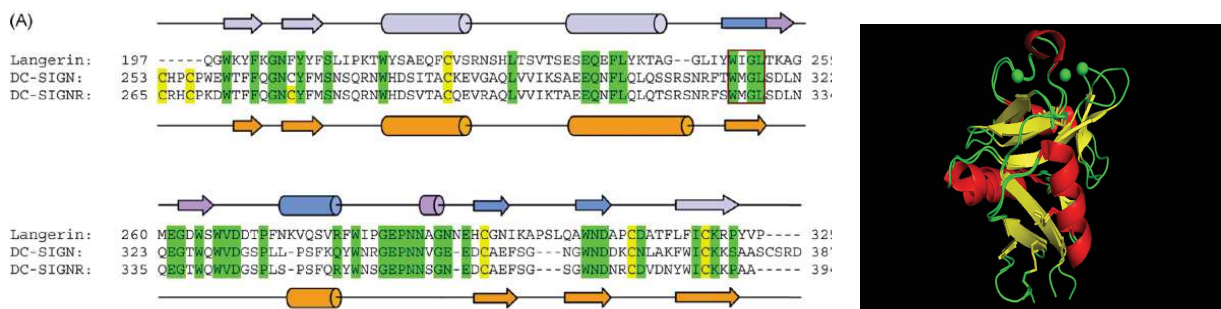 (A)
Langerin: 197 -----QGWKYFKGNFYYFSLIPKTWYSAEQFCVSRNSHLTSVTSESEQEFLYKTAG--GLIYWIGLTKAG 259
DC-SIGN: 253 CHPCPWEWTFFQGNCYFMSNSQRNWHDSITACKEVGAQLVVIKSAEEQNFLQLQSSRSNRFTWMGLSDLN 322
DC-SIGNR: 265 CRHCPKDWTFFQGNCYFMSNSQRNWHDSVTACQEVRAQLVVIKTAEEQNFLQLQTSRSNRFSWMGLSDLN 334
Langerin: 260 MEGDWSWVDDTPFNKVQSVRFWIPGEPNNAGNNEHCGNIKAPSLQAWNDAPCDATFLFICKRPYVP---- 325
DC-SIGN: 323 QEGTWQWVDGSPLL-PSFKQYWNRGEPNNVGE-EDCAEFSG---NGWNDDKCNLAKFWICKKSAASCSRD 387
DC-SIGNR: 335 QEGTWQWVDGSPLS-PSFQRYWNSGEPNNSGN-EDCAEFSG---SGWNDNRCDVDNYWICKKPAA---- 394